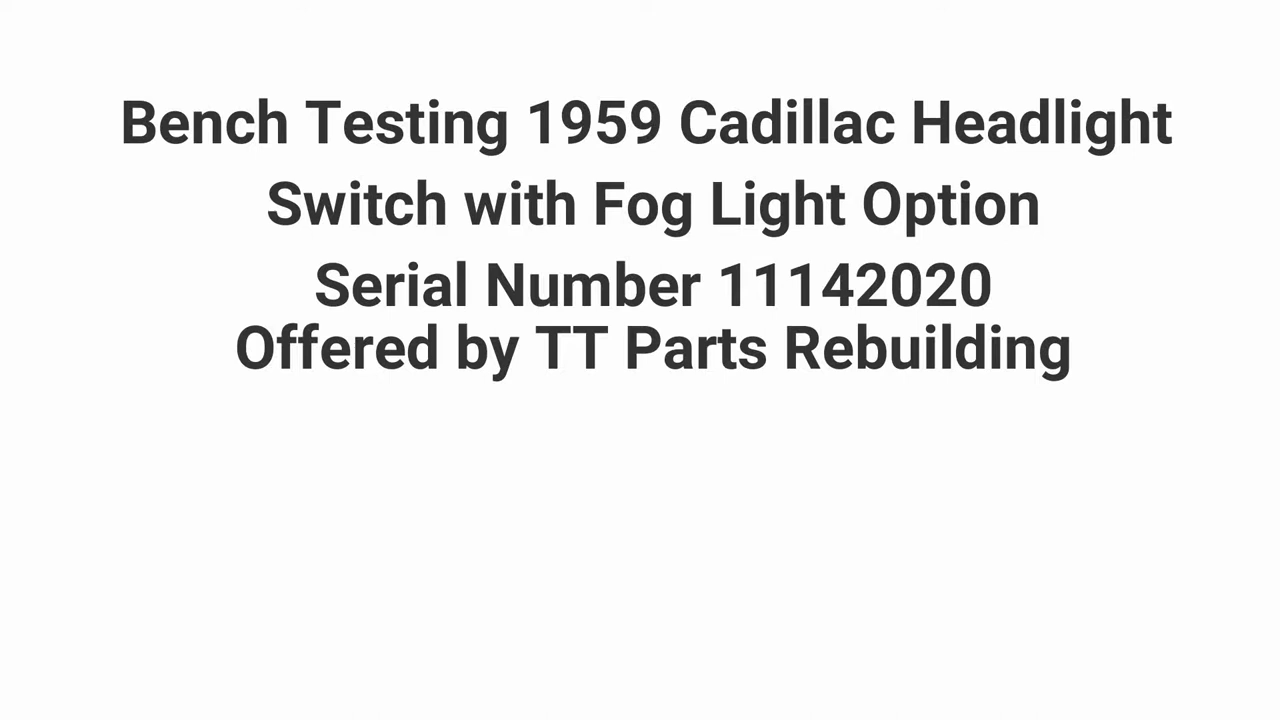 Bench Testing 1959 Cadillac Headlight
Switch with Fog Light Option
Serial Number 11142020
Offered by TT Parts Rebuilding